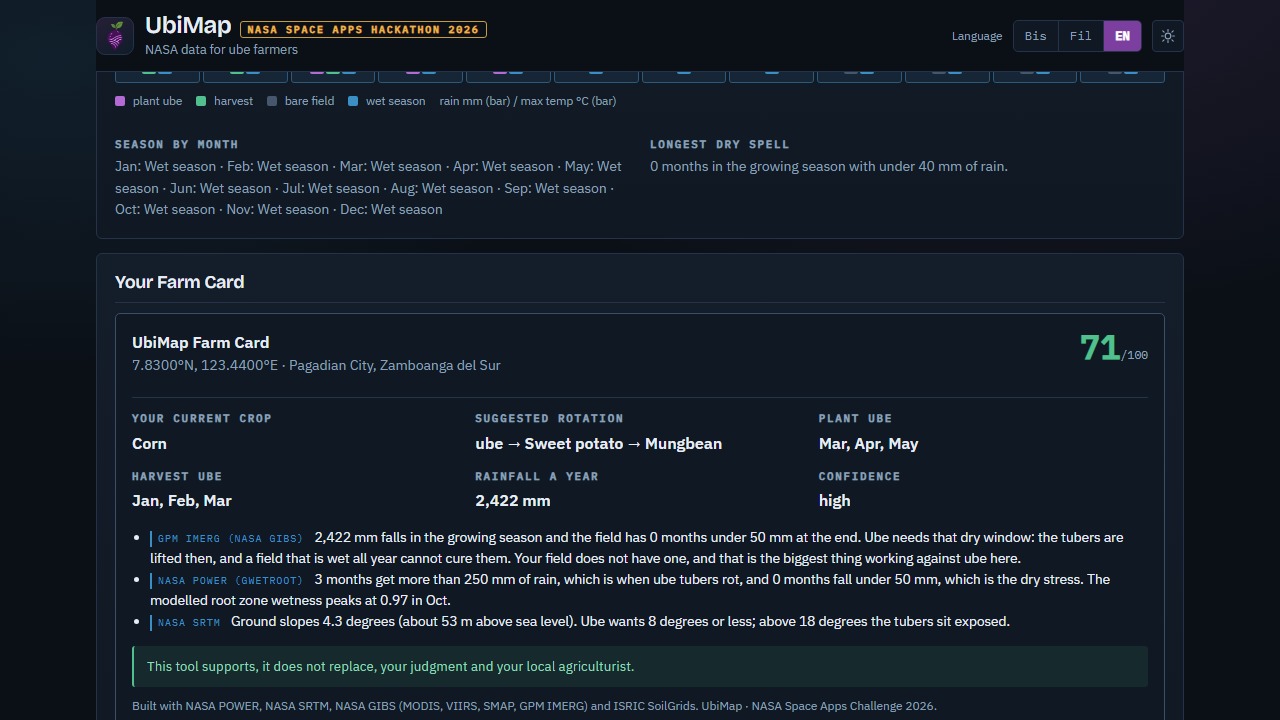 UbiMap NASA SPACE APPS HACKATHON 2026
NASA data for ube farmers
Language Bis Fil EN
plant ube harvest bare field wet season rain mm (bar) / max temp °C (bar)
SEASON BY MONTH
Jan: Wet season · Feb: Wet season · Mar: Wet season · Apr: Wet season · May: Wet
season · Jun: Wet season · Jul: Wet season · Aug: Wet season · Sep: Wet season ·
Oct: Wet season · Nov: Wet season · Dec: Wet season
LONGEST DRY SPELL
0 months in the growing season with under 40 mm of rain.
Your Farm Card
UbiMap Farm Card
7.8300°N, 123.4400°E · Pagadian City, Zamboanga del Sur
71/100
YOUR CURRENT CROP
Corn
SUGGESTED ROTATION
ube → Sweet potato → Mungbean
PLANT UBE
Mar, Apr, May
HARVEST UBE
Jan, Feb, Mar
RAINFALL A YEAR
2,422 mm
CONFIDENCE
high
GPM IMERG (NASA GIBS) 2,422 mm falls in the growing season and the field has 0 months under 50 mm at the end. Ube needs that dry window: the tubers are
lifted then, and a field that is wet all year cannot cure them. Your field does not have one, and that is the biggest thing working against ube here.
NASA POWER (GWETROOT) 3 months get more than 250 mm of rain, which is when ube tubers rot, and 0 months fall under 50 mm, which is the dry stress. The
modelled root zone wetness peaks at 0.97 in Oct.
NASA SRTM Ground slopes 4.3 degrees (about 53 m above sea level). Ube wants 8 degrees or less; above 18 degrees the tubers sit exposed.
This tool supports, it does not replace, your judgment and your local agriculturist.
Built with NASA POWER, NASA SRTM, NASA GIBS (MODIS, VIIRS, SMAP, GPM IMERG) and ISRIC SoilGrids. UbiMap · NASA Space Apps Challenge 2026.